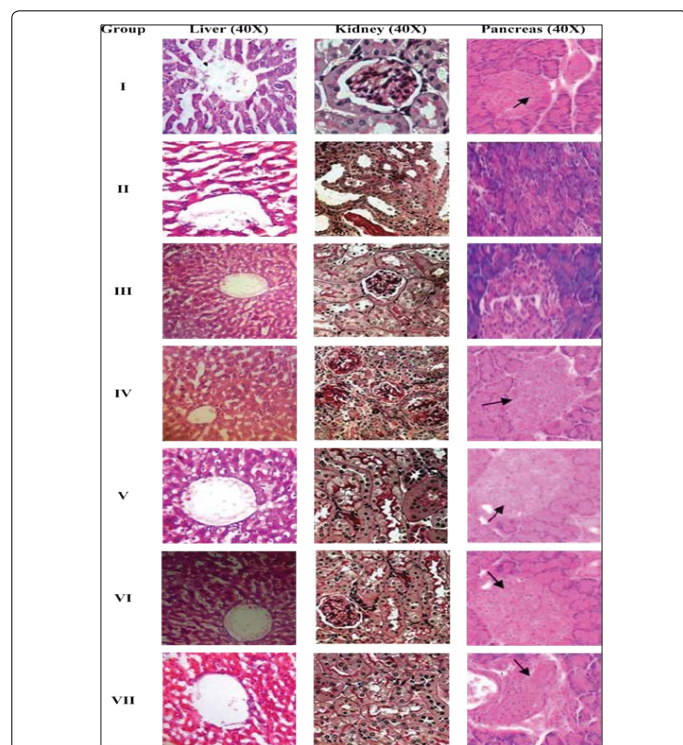 Group Liver (40X) Kidney (40X) Pancreas (40X)
I
II
III
IV
V
VI
VII